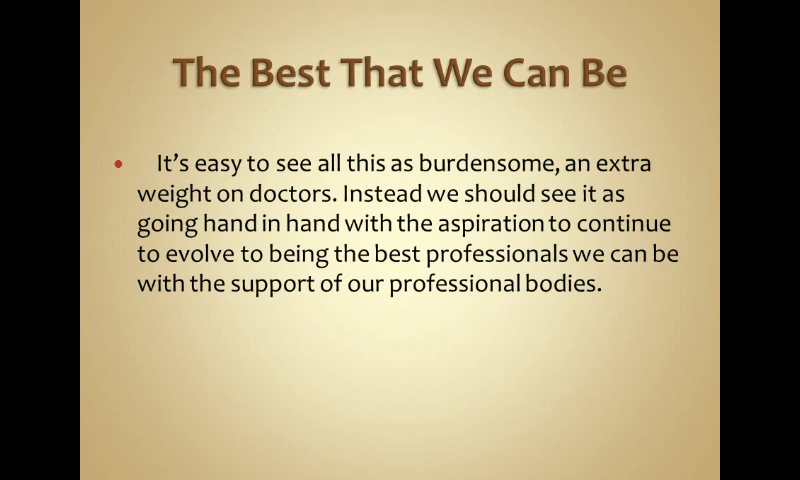 The Best That We Can Be
• It’s easy to see all this as burdensome, an extra
weight on doctors. Instead we should see it as
going hand in hand with the aspiration to continue
to evolve to being the best professionals we can be
with the support of our professional bodies.